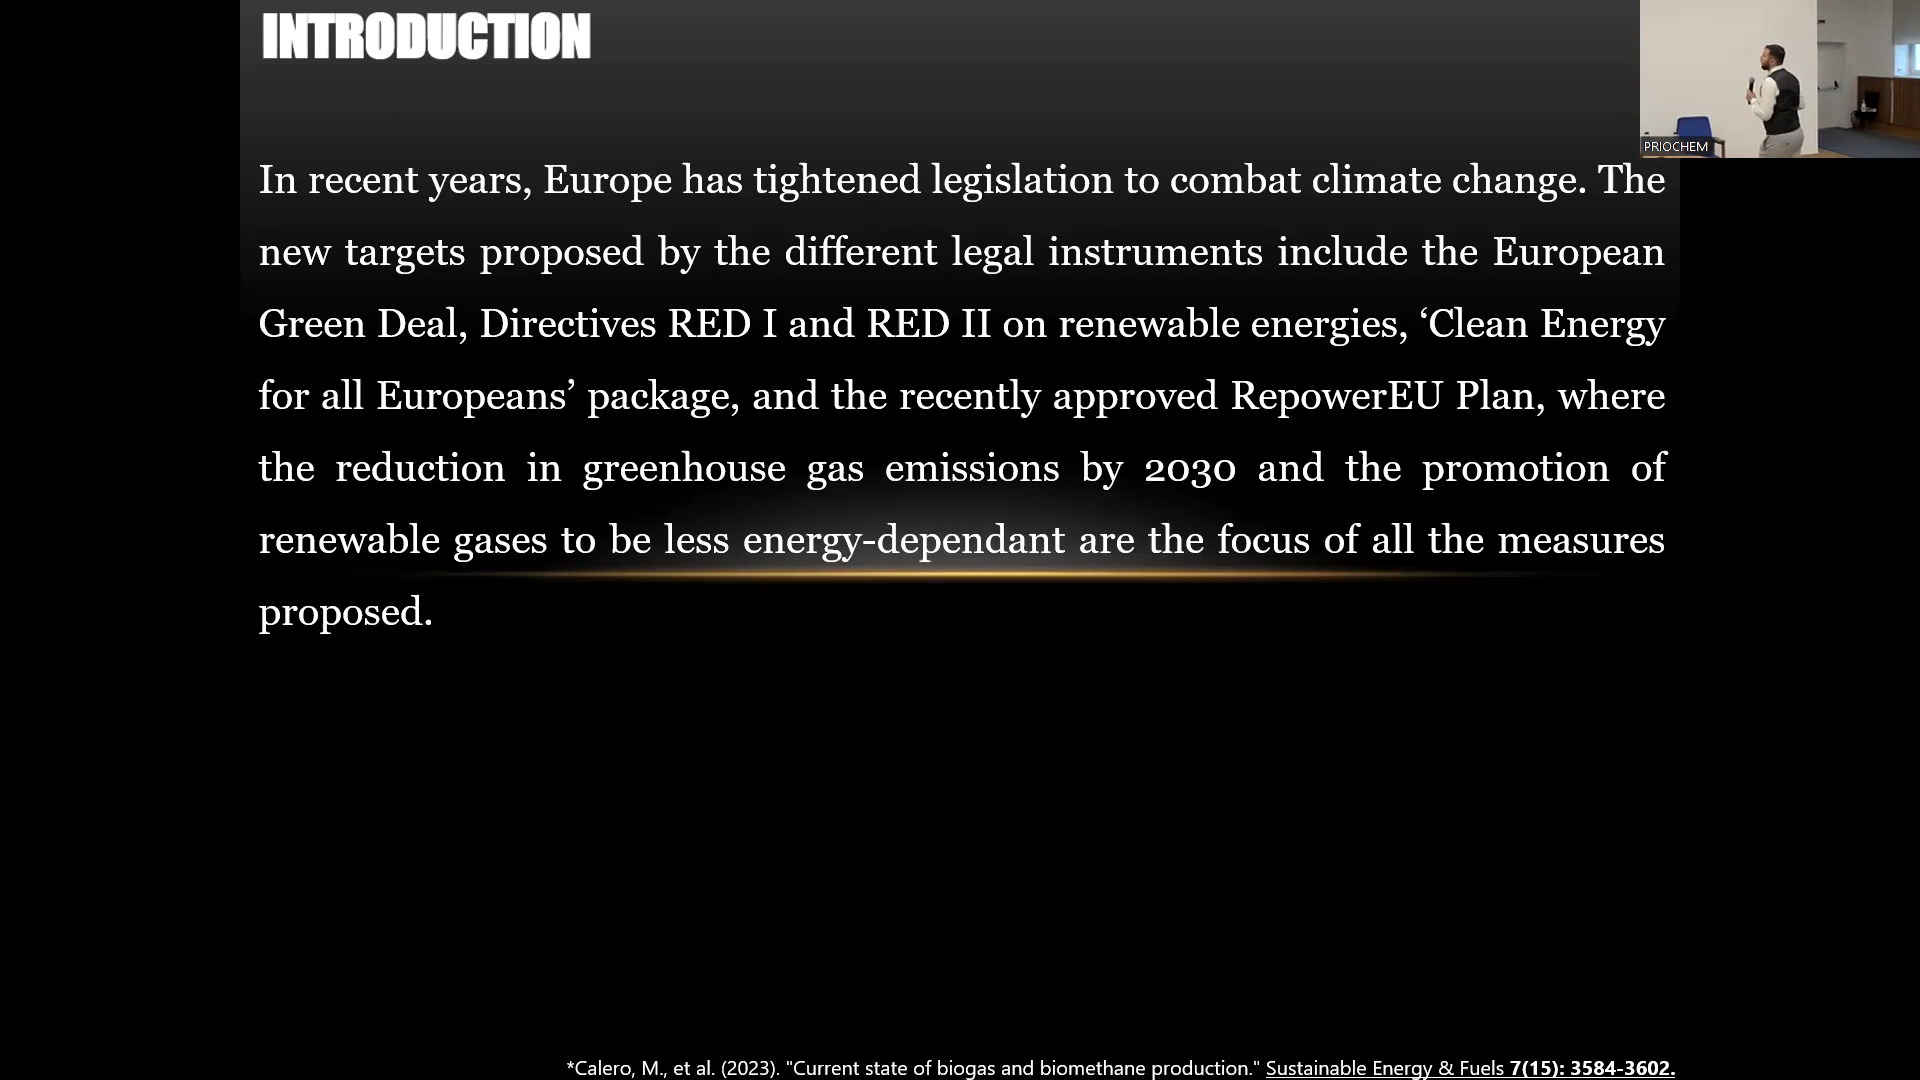 INTRODUCTION
PRIOCHEM
In recent years, Europe has tightened legislation to combat climate change. The
new targets proposed by the different legal instruments include the European
Green Deal, Directives RED I and RED II on renewable energies, ‘Clean Energy
for all Europeans’ package, and the recently approved RepowerEU Plan, where
the reduction in greenhouse gas emissions by 2030 and the promotion of
renewable gases to be less energy-dependant are the focus of all the measures
proposed.
*Calero, M., et al. (2023). "Current state of biogas and biomethane production." Sustainable Energy & Fuels 7(15): 3584-3602.